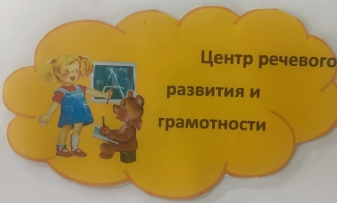 Центр речевого
развития и
грамотности